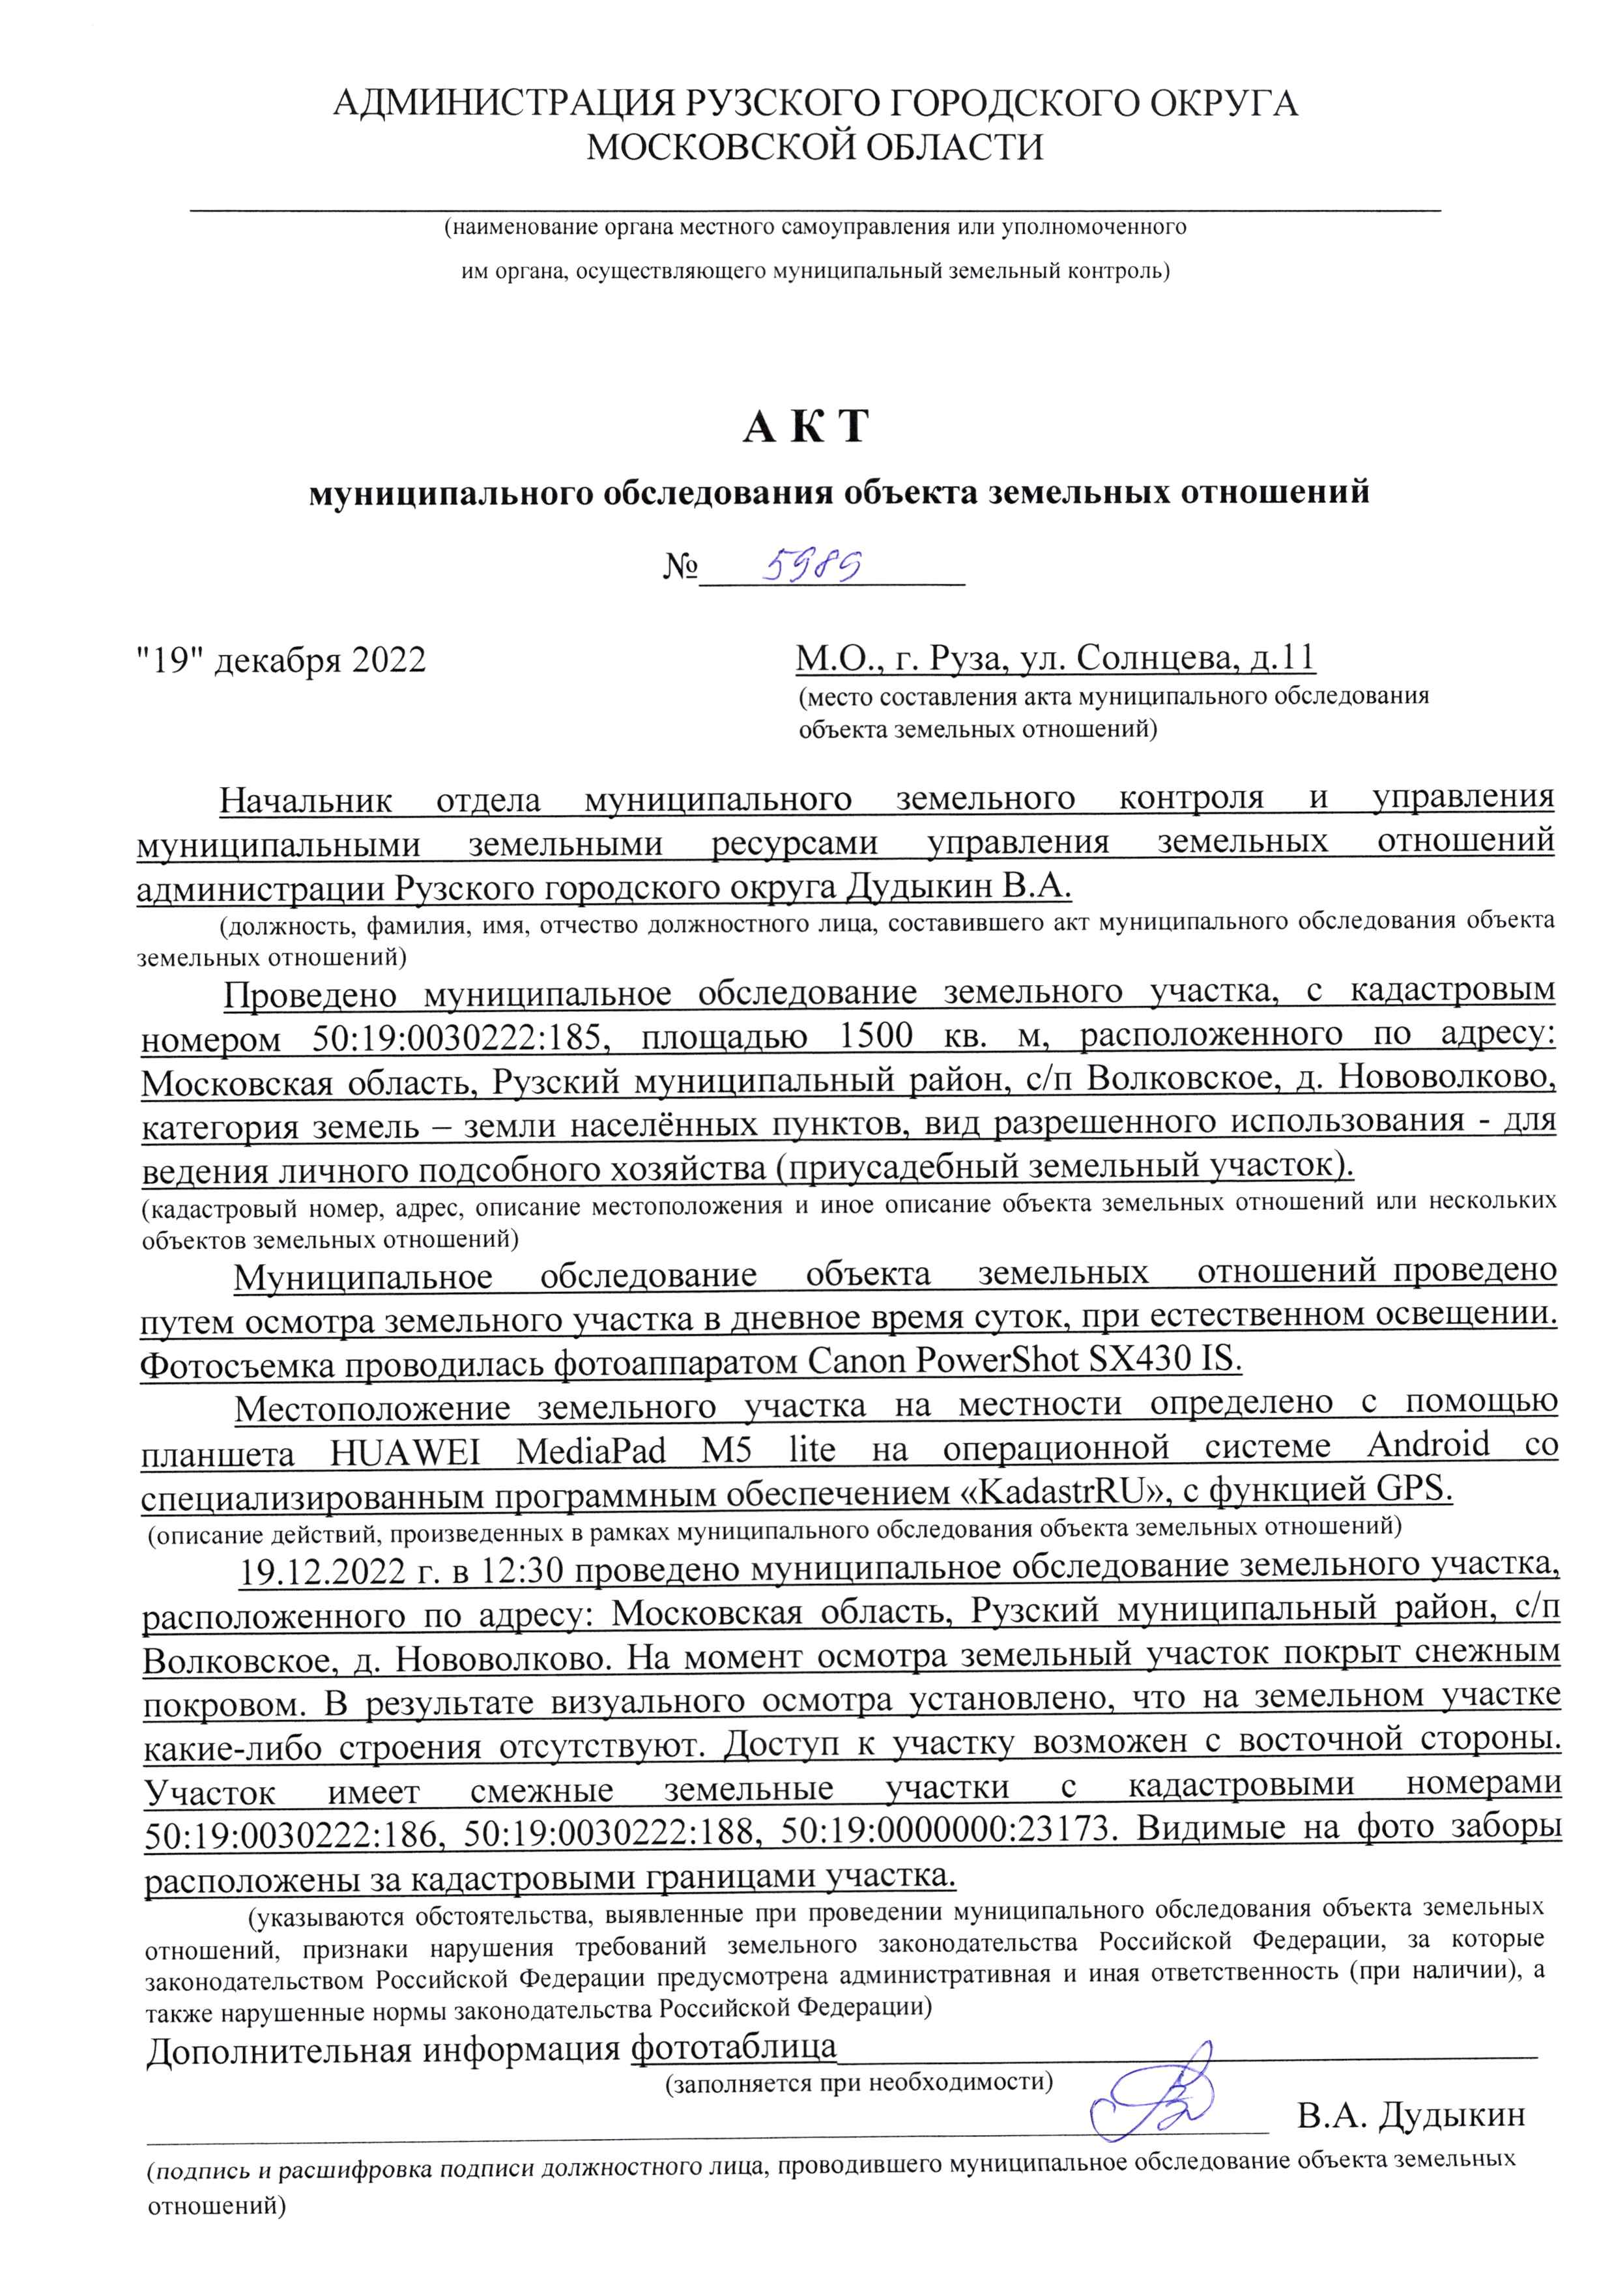 АДМИНИСТРАЦИЯ РУЗСКОГО ГОРОДСКОГО ОКРУГА
МОСКОВСКОЙ ОБЛАСТИ
(наименование органа местного самоуправления или уполномоченного
им органа, осуществляющего муниципальный земельный контроль)
А К Т
муниципального обследования объекта земельных отношений
№ 5989
"19" декабря 2022
М.О., г. Руза, ул. Солнцева, д.11
(место составления акта муниципального обследования
объекта земельных отношений)
Начальник отдела муниципального земельного контроля и управления
муниципальными земельными ресурсами управления земельных отношений
администрации Рузского городского округа Дудыкин В.А.
(должность, фамилия, имя, отчество должностного лица, составившего акт муниципального обследования объекта
земельных отношений)
Проведено муниципальное обследование земельного участка, с кадастровым
номером 50:19:0030222:185, площадью 1500 кв. м, расположенного по адресу:
Московская область, Рузский муниципальный район, с/п Волковское, д. Нововолково,
категория земель – земли населённых пунктов, вид разрешенного использования - для
ведения личного подсобного хозяйства (приусадебный земельный участок).
(кадастровый номер, адрес, описание местоположения и иное описание объекта земельных отношений или нескольких
объектов земельных отношений)
Муниципальное обследование объекта земельных отношений проведено
путем осмотра земельного участка в дневное время суток, при естественном освещении.
Фотосъемка проводилась фотоаппаратом Canon PowerShot SX430 IS.
Местоположение земельного участка на местности определено с помощью
планшета HUAWEI MediaPad M5 lite на операционной системе Android со
специализированным программным обеспечением «KadastrRU», с функцией GPS.
(описание действий, произведенных в рамках муниципального обследования объекта земельных отношений)
19.12.2022 г. в 12:30 проведено муниципальное обследование земельного участка,
расположенного по адресу: Московская область, Рузский муниципальный район, с/п
Волковское, д. Нововолково. На момент осмотра земельный участок покрыт снежным
покровом. В результате визуального осмотра установлено, что на земельном участке
какие-либо строения отсутствуют. Доступ к участку возможен с восточной стороны.
Участок имеет смежные земельные участки с кадастровыми номерами
50:19:0030222:186, 50:19:0030222:188, 50:19:0000000:23173. Видимые на фото заборы
расположены за кадастровыми границами участка.
(указываются обстоятельства, выявленные при проведении муниципального обследования объекта земельных
отношений, признаки нарушения требований земельного законодательства Российской Федерации, за которые
законодательством Российской Федерации предусмотрена административная и иная ответственность (при наличии), а
также нарушенные нормы законодательства Российской Федерации)
Дополнительная информация фототаблица
(заполняется при необходимости)
В.А. Дудыкин
(подпись и расшифровка подписи должностного лица, проводившего муниципальное обследование объекта земельных
отношений)